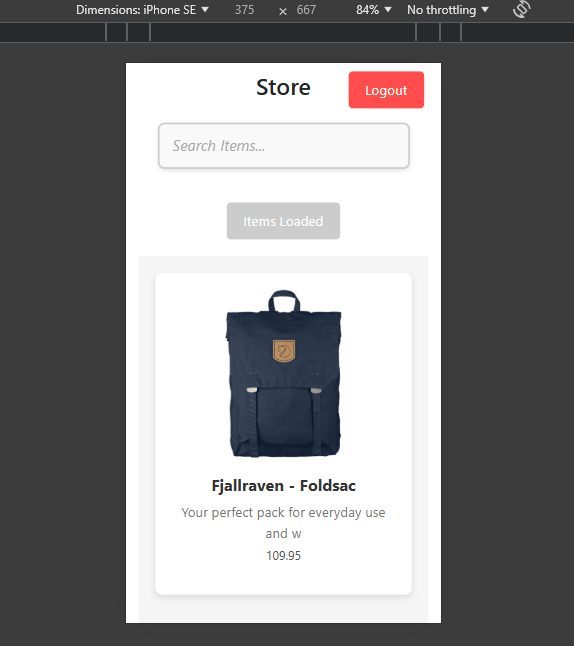 Dimensions: iPhone SE 375 × 667 84% No throttling
Store
Logout
Search Items...
Items Loaded
Fjallraven - Foldsac
Your perfect pack for everyday use
and w
109.95